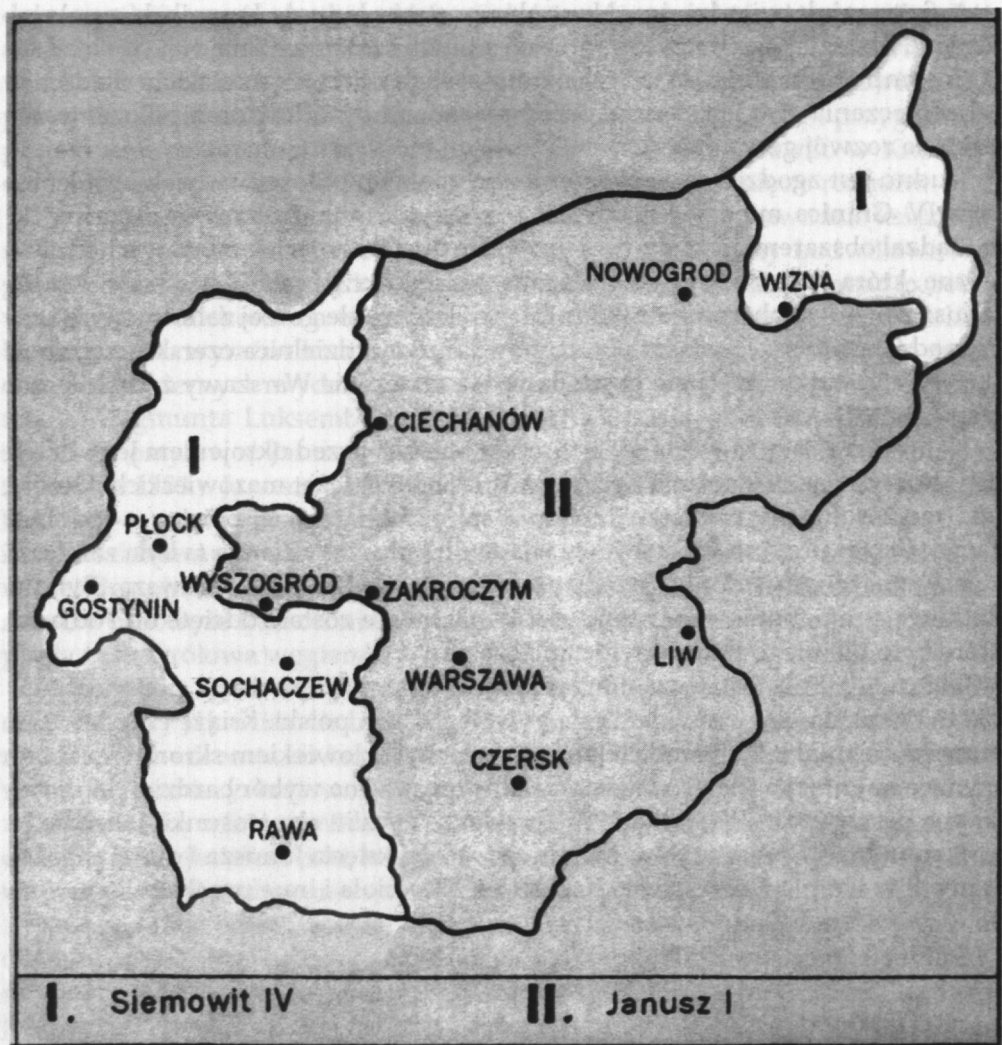 I
NOWOGROD
WIZNA
CIECHANÓW
I
II
PŁOCK
WYSZOGRÓD
ZAKROCZYM
GOSTYNIN
LIW
SOCHACZEW
WARSZAWA
CZERSK
RAWA
I. Siemowit IV
II. Janusz I